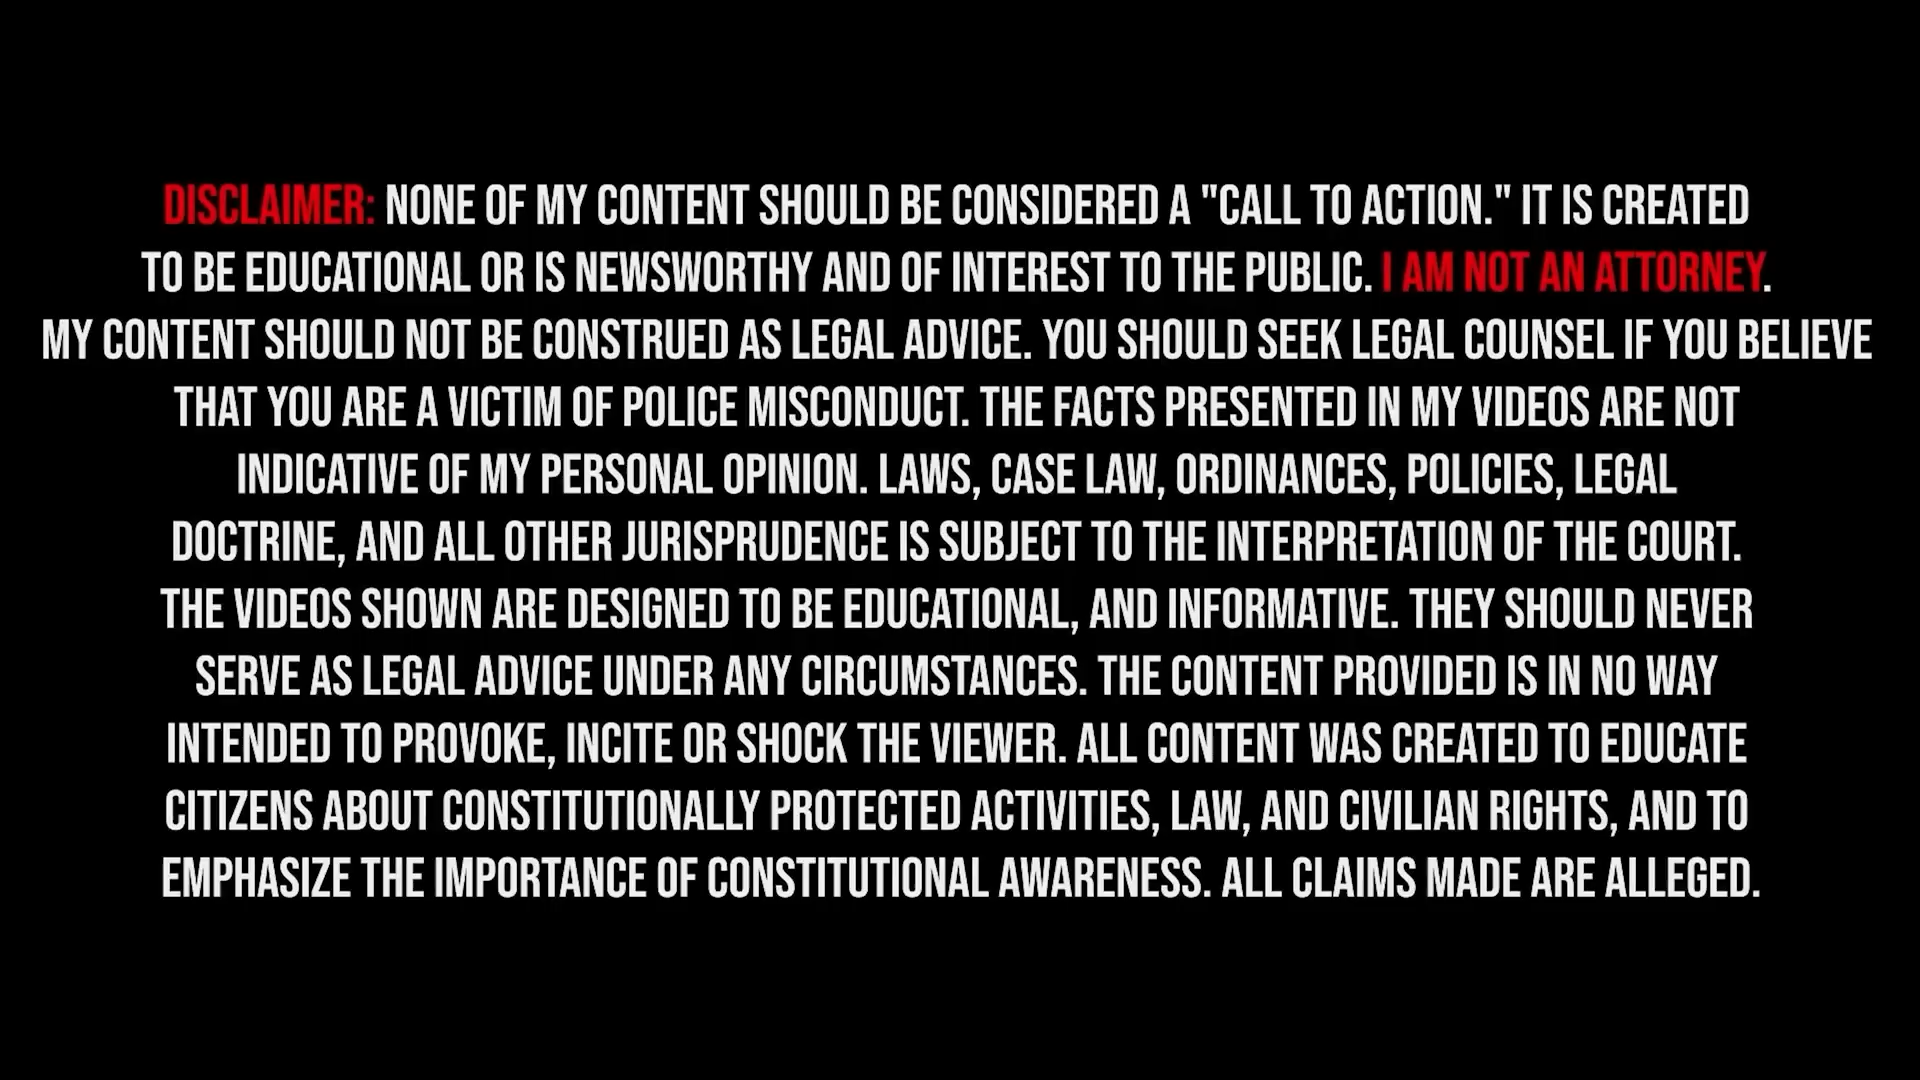 DISCLAIMER: NONE OF MY CONTENT SHOULD BE CONSIDERED A "CALL TO ACTION." IT IS CREATED
TO BE EDUCATIONAL OR IS NEWSWORTHY AND OF INTEREST TO THE PUBLIC. I AM NOT AN ATTORNEY.
MY CONTENT SHOULD NOT BE CONSTRUED AS LEGAL ADVICE. YOU SHOULD SEEK LEGAL COUNSEL IF YOU BELIEVE
THAT YOU ARE A VICTIM OF POLICE MISCONDUCT. THE FACTS PRESENTED IN MY VIDEOS ARE NOT
INDICATIVE OF MY PERSONAL OPINION. LAWS, CASE LAW, ORDINANCES, POLICIES, LEGAL
DOCTRINE, AND ALL OTHER JURISPRUDENCE IS SUBJECT TO THE INTERPRETATION OF THE COURT.
THE VIDEOS SHOWN ARE DESIGNED TO BE EDUCATIONAL, AND INFORMATIVE. THEY SHOULD NEVER
SERVE AS LEGAL ADVICE UNDER ANY CIRCUMSTANCES. THE CONTENT PROVIDED IS IN NO WAY
INTENDED TO PROVOKE, INCITE OR SHOCK THE VIEWER. ALL CONTENT WAS CREATED TO EDUCATE
CITIZENS ABOUT CONSTITUTIONALLY PROTECTED ACTIVITIES, LAW, AND CIVILIAN RIGHTS, AND TO
EMPHASIZE THE IMPORTANCE OF CONSTITUTIONAL AWARENESS. ALL CLAIMS MADE ARE ALLEGED.